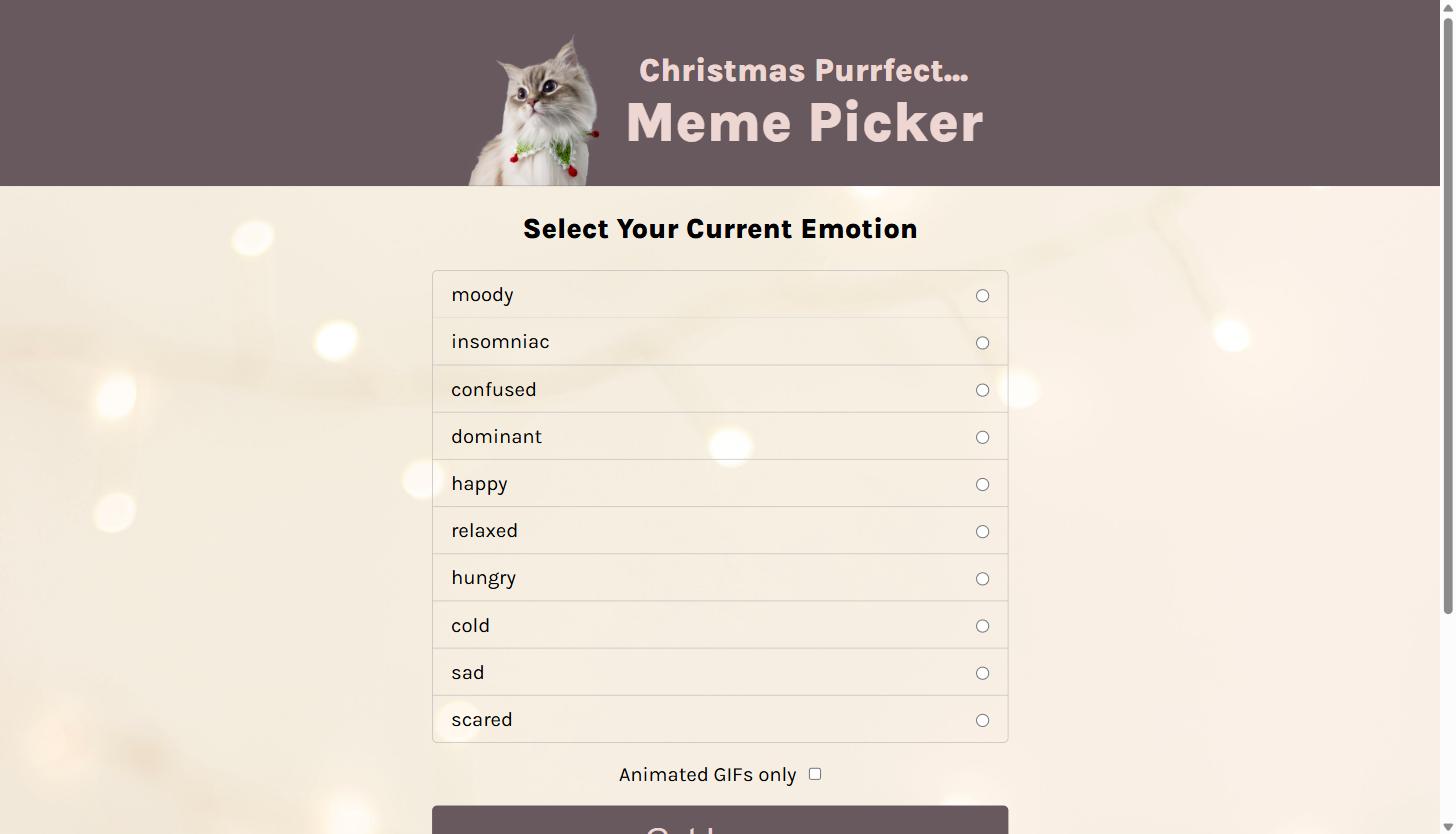 Christmas Purrfect...
Meme Picker
Select Your Current Emotion
moody
insomniac
confused
dominant
happy
relaxed
hungry
cold
sad
scared
Animated GIFs only